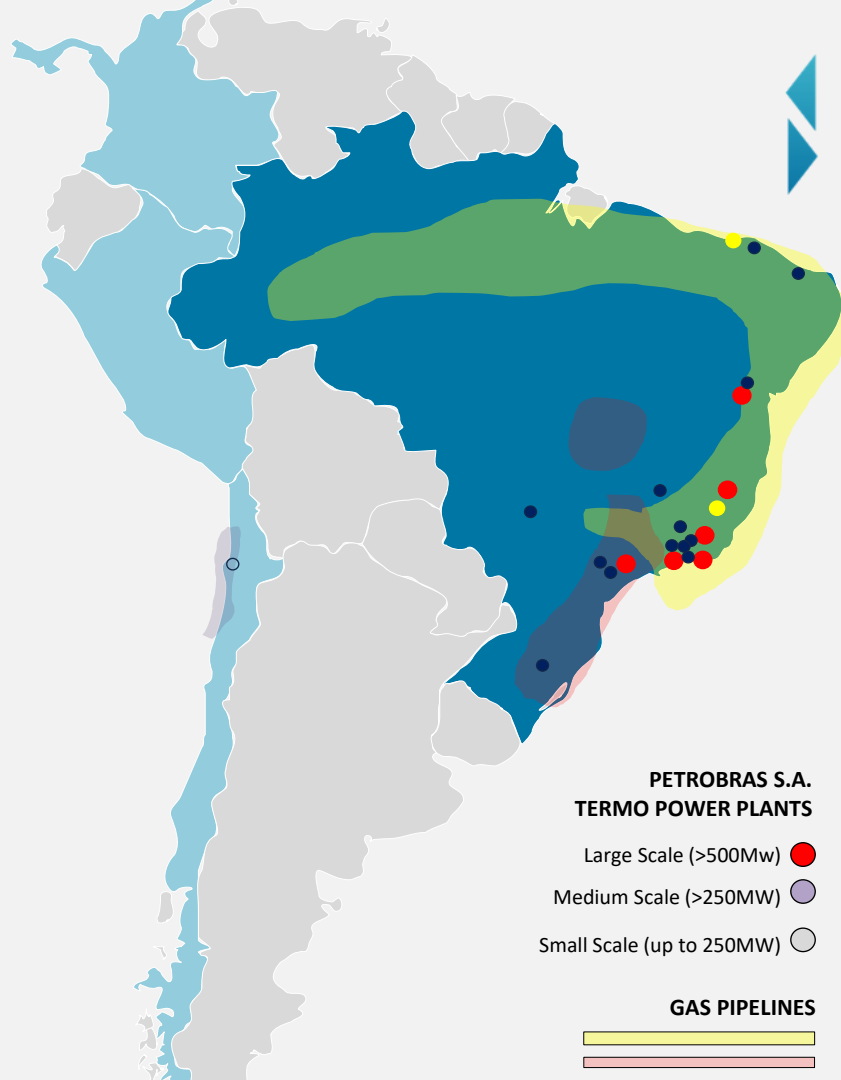 PETROBRAS S.A.
TERMO POWER PLANTS
Large Scale (>500Mw)
Medium Scale (>250MW)
Small Scale (up to 250MW)
GAS PIPELINES